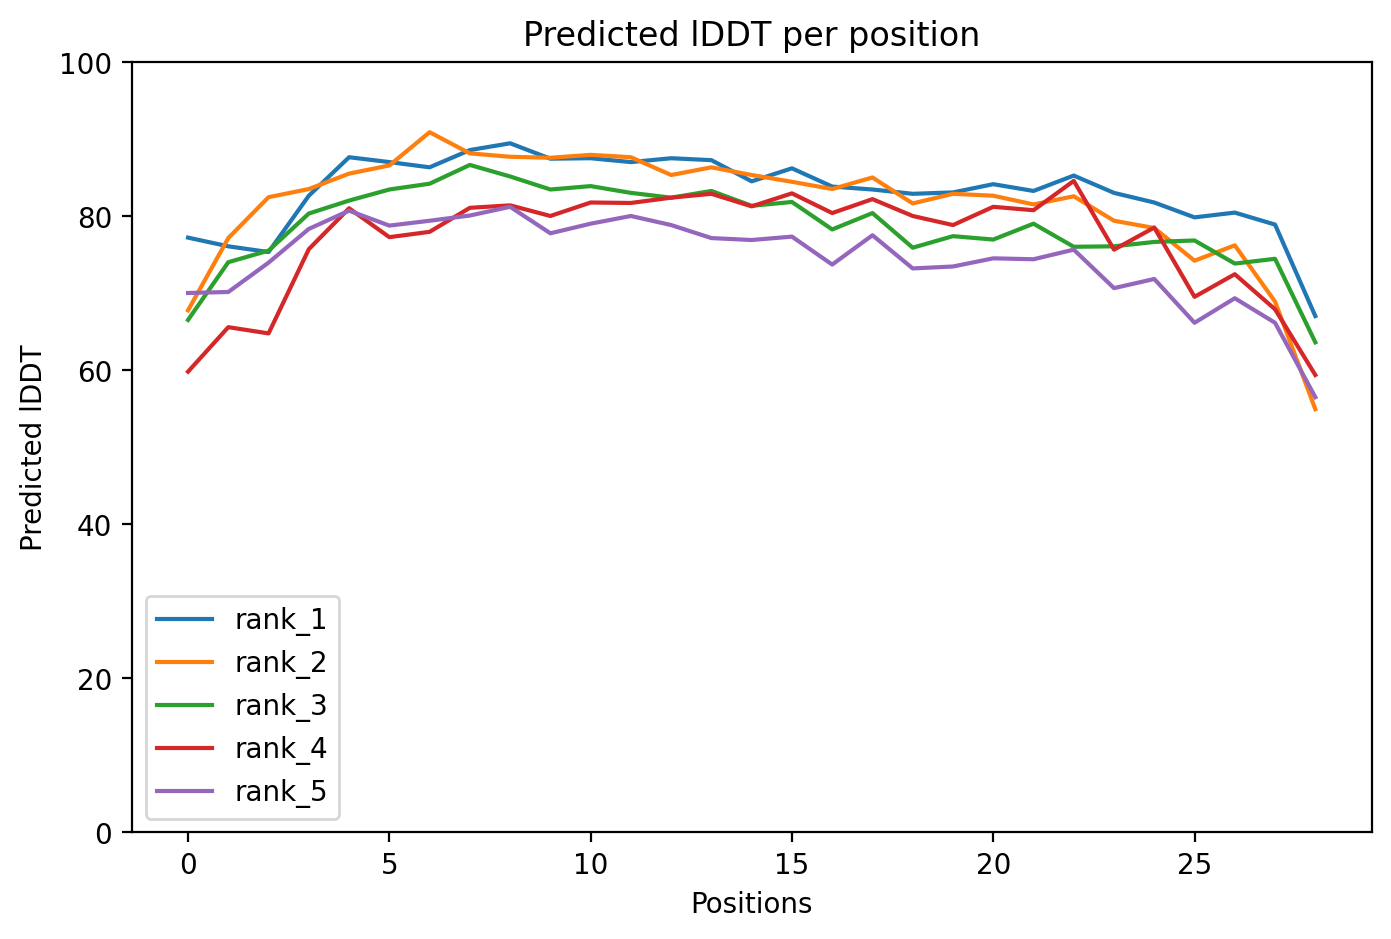 Predicted lDDT per position
100
80
60
40
20
0
Predicted lDDT
rank_1
rank_2
rank_3
rank_4
rank_5
0 5 10 15 20 25
Positions